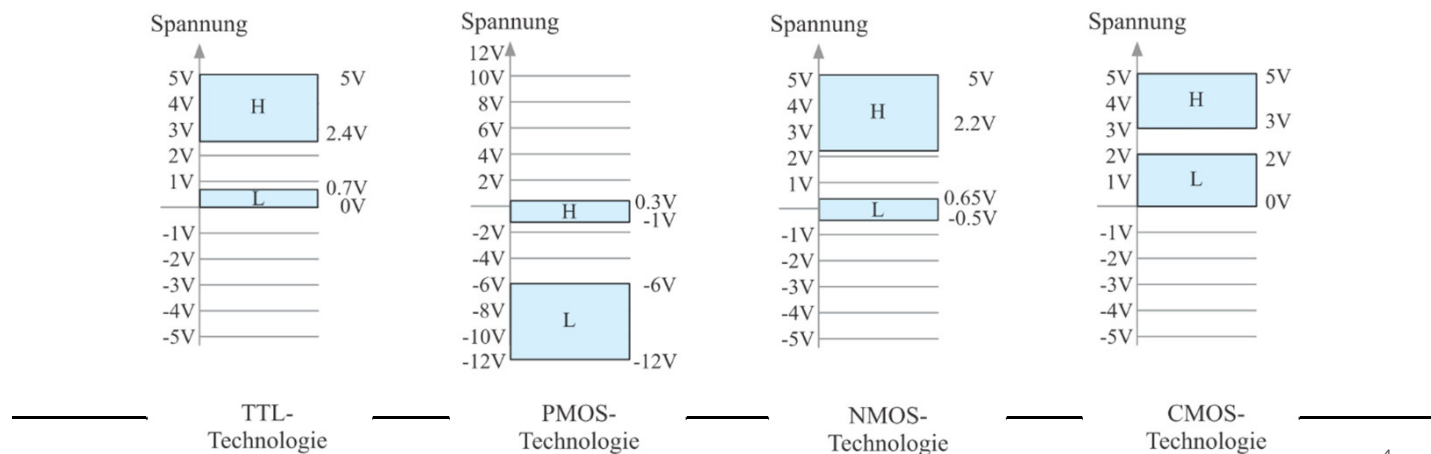 Spannung
5V
4V
3V
2V
1V
-1V
-2V
-3V
-4V
-5V
H
L
5V
2.4V
0.7V
0V
TTL-
Technologie
Spannung
12V
10V
8V
6V
4V
2V
-2V
-4V
-6V
-8V
-10V
-12V
H
L
0.3V
-1V
-6V
-12V
PMOS-
Technologie
Spannung
5V
4V
3V
2V
1V
-1V
-2V
-3V
-4V
-5V
H
L
5V
2.2V
0.65V
-0.5V
NMOS-
Technologie
Spannung
5V
4V
3V
2V
1V
-1V
-2V
-3V
-4V
-5V
H
L
5V
3V
2V
0V
CMOS-
Technologie